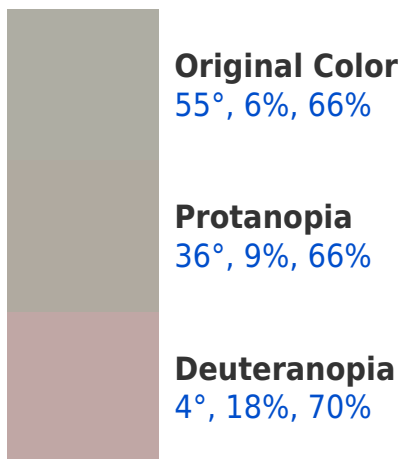 Original Color
55°, 6%, 66%
Protanopia
36°, 9%, 66%
Deuteranopia
4°, 18%, 70%